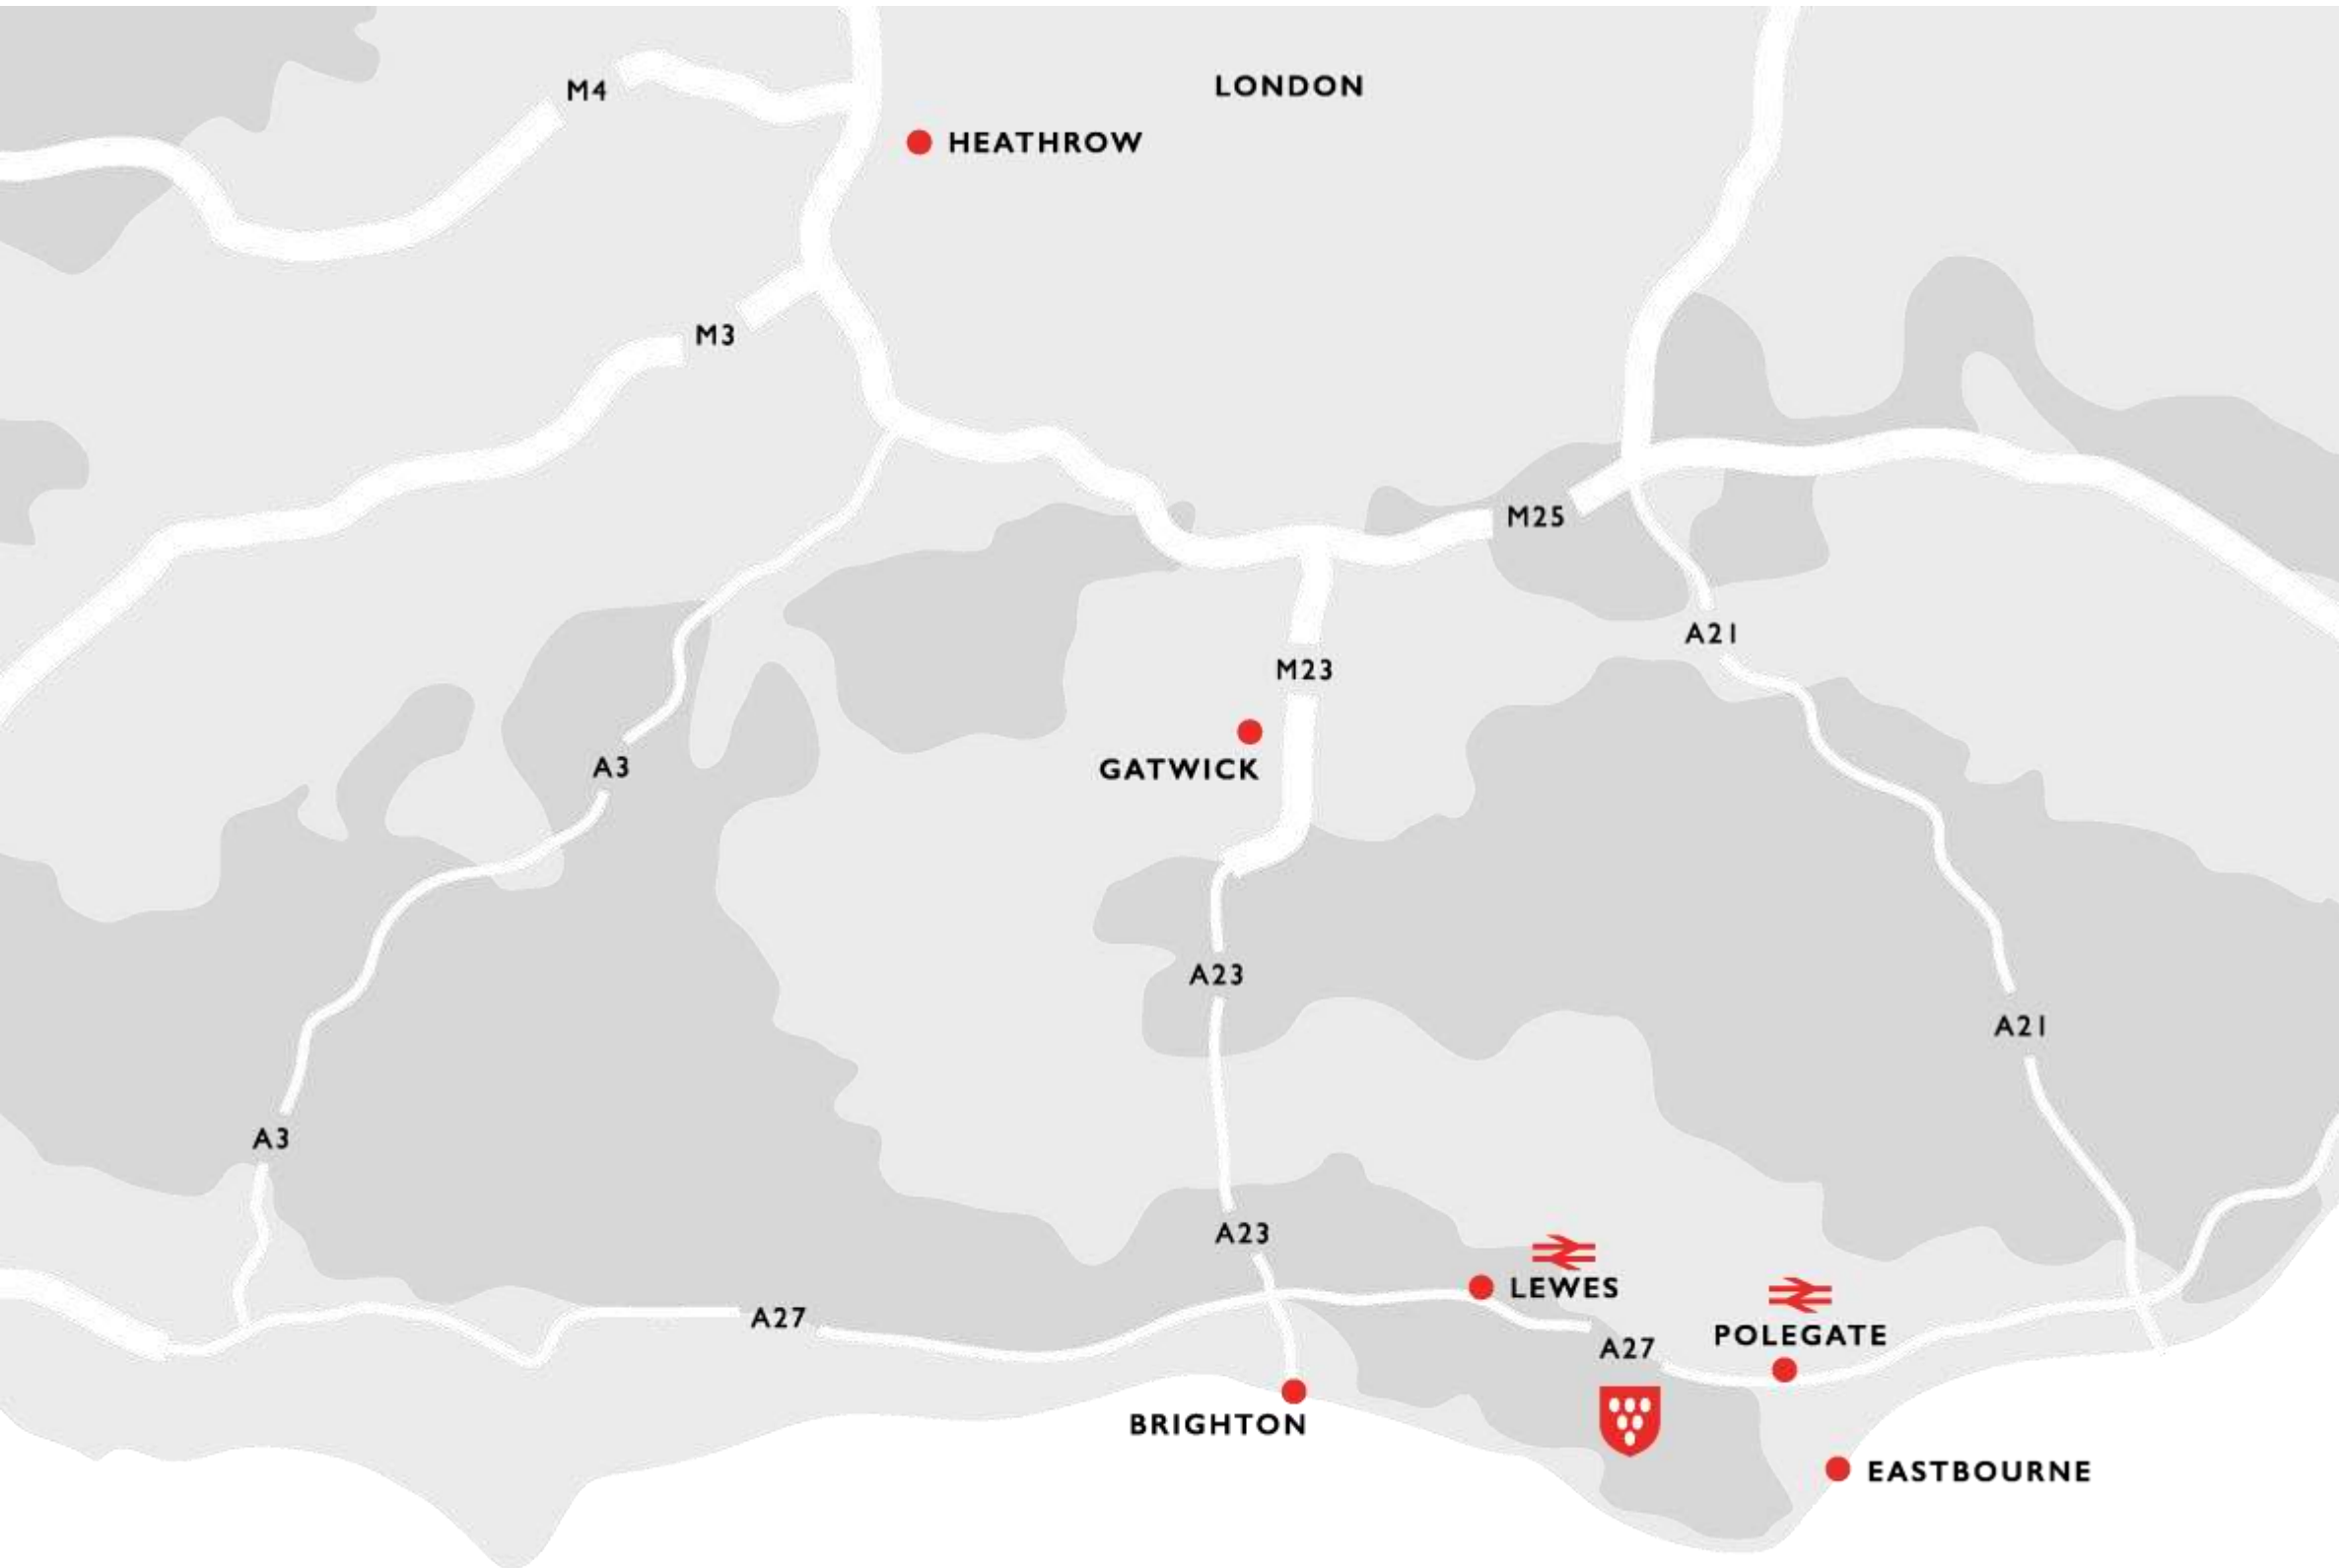 LONDON
M4
HEATHROW
M3
M25
A21
M23
GATWICK
A3
A23
A21
A3
A23
LEWES
A27
POLEGATE
A27
BRIGHTON
EASTBOURNE